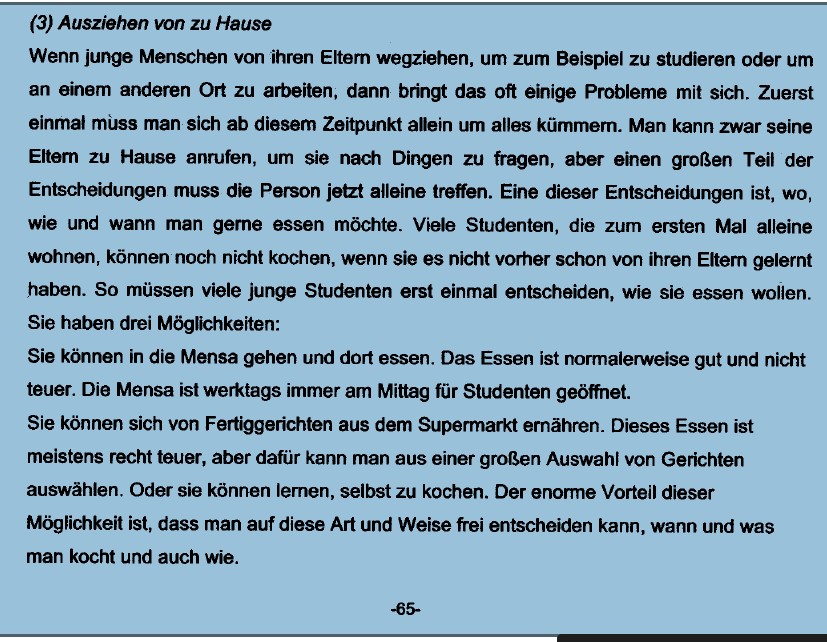 (3) Ausziehen von zu Hause
Wenn junge Menschen von ihren Eltern wegziehen, um zum Beispiel zu studieren oder um
an einem anderen Ort zu arbeiten, dann bringt das oft einige Probleme mit sich. Zuerst
einmal muss man sich ab diesem Zeitpunkt allein um alles kümmern. Man kann zwar seine
Eltern zu Hause anrufen, um sie nach Dingen zu fragen, aber einen großen Teil der
Entscheidungen muss die Person jetzt alleine treffen. Eine dieser Entscheidungen ist, wo,
wie und wann man gerne essen möchte. Viele Studenten, die zum ersten Mal alleine
wohnen, können noch nicht kochen, wenn sie es nicht vorher schon von ihren Eltern gelernt
haben. So müssen viele junge Studenten erst einmal entscheiden, wie sie essen wollen.
Sie haben drei Möglichkeiten:
Sie können in die Mensa gehen und dort essen. Das Essen ist normalerweise gut und nicht
teuer. Die Mensa ist werktags immer am Mittag für Studenten geöffnet.
Sie können sich von Fertiggerichten aus dem Supermarkt ernähren. Dieses Essen ist
meistens recht teuer, aber dafür kann man aus einer großen Auswahl von Gerichten
auswählen. Oder sie können lernen, selbst zu kochen. Der enorme Vorteil dieser
Möglichkeit ist, dass man auf diese Art und Weise frei entscheiden kann, wann und was
man kocht und auch wie.
-65-